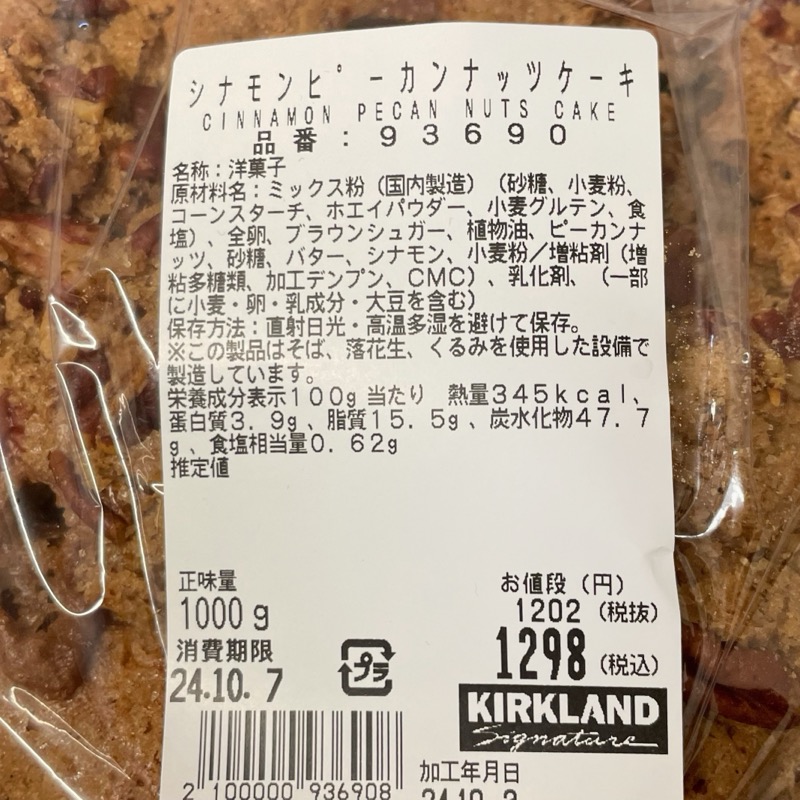 シナモンピーカンナッツケーキ
CINNAMON PECAN NUTS CAKE
品番:93690
名称:洋菓子
原材料名:ミックス粉（国内製造）（砂糖、小麦粉、
コーンスターチ、ホエイパウダー、小麦グルテン、食
塩）、全卵、ブラウンシュガー、植物油、ピーカンナ
ッツ、砂糖、バター、シナモン、小麦粉／増粘剤（増
粘多糖類、加工デンプン、CMC）、乳化剤、（一部
に小麦・卵・乳成分・大豆を含む）
保存方法:直射日光・高温多湿を避けて保存。
※この製品はそば、落花生、くるみを使用した設備で
製造しています。
栄養成分表示100g当たり 熱量345kcal、
蛋白質3.9g、脂質15.5g、炭水化物47.7
g、食塩相当量0.62g
推定値
正味量
1000g
消費期限
24.10.7
プラ
お値段（円）
1202（税抜）
1298（税込）
KIRKLAND
Signature
2 100000 936908
加工年月日
24.10.3